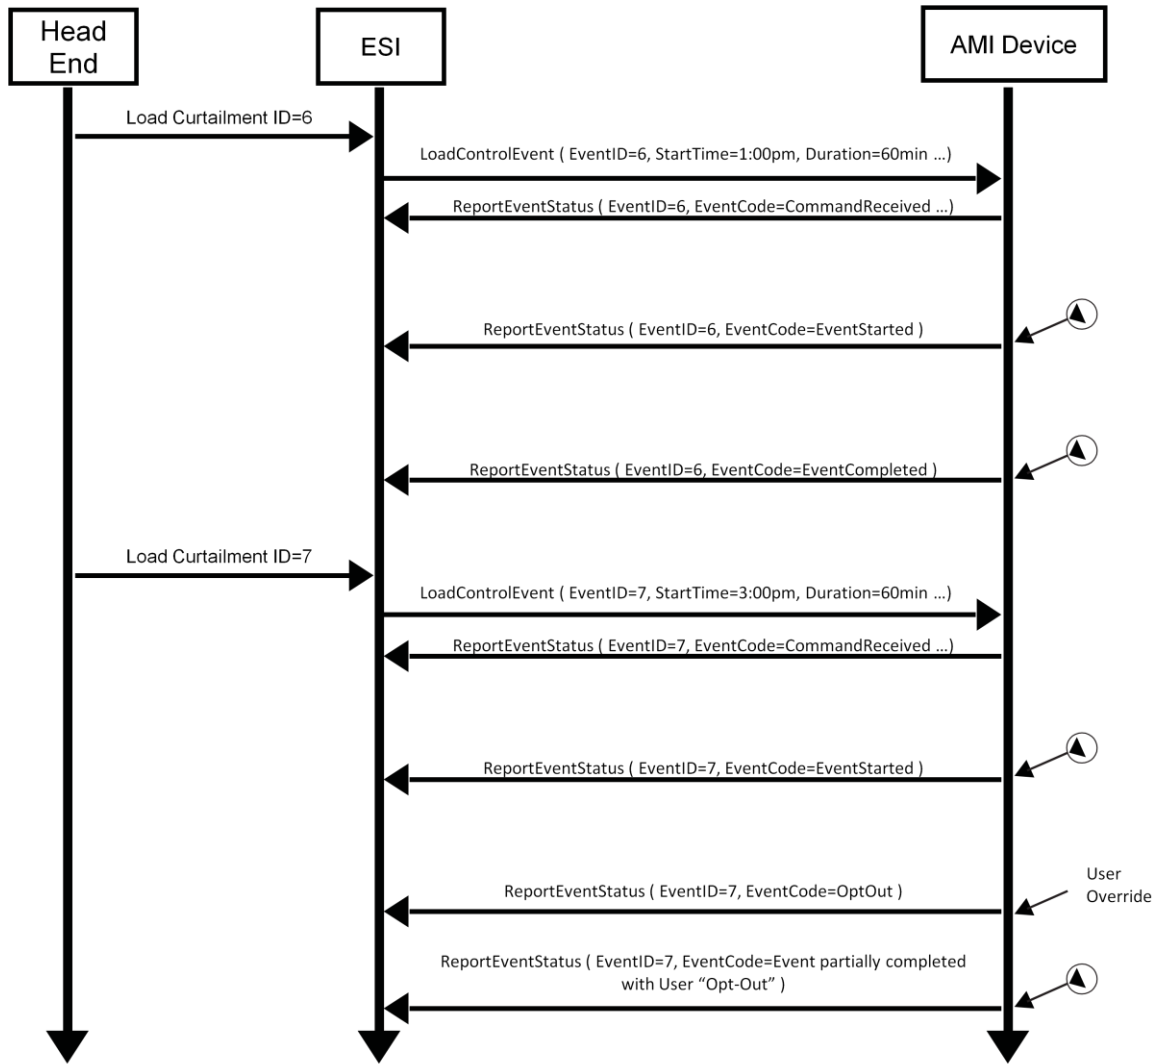 Head
End
ESI
AMI Device
Load Curtailment ID=6
LoadControlEvent ( EventID=6, StartTime=1:00pm, Duration=60min ...)
ReportEventStatus ( EventID=6, EventCode=CommandReceived ...)
ReportEventStatus ( EventID=6, EventCode=EventStarted )
ReportEventStatus ( EventID=6, EventCode=EventCompleted )
Load Curtailment ID=7
LoadControlEvent ( EventID=7, StartTime=3:00pm, Duration=60min ...)
ReportEventStatus ( EventID=7, EventCode=CommandReceived ...)
ReportEventStatus ( EventID=7, EventCode=EventStarted )
User
Override
ReportEventStatus ( EventID=7, EventCode=OptOut )
ReportEventStatus ( EventID=7, EventCode=Event partially completed
with User “Opt-Out” )